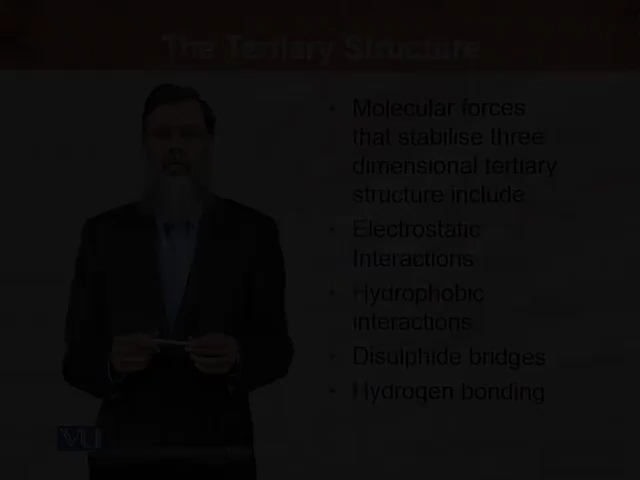 The Tertiary Structure
• Molecular forces
that stabilise three
dimensional tertiary
structure include
• Electrostatic
Interactions
• Hydrophobic
interactions
• Disulphide bridges
• Hydrogen bonding
VU